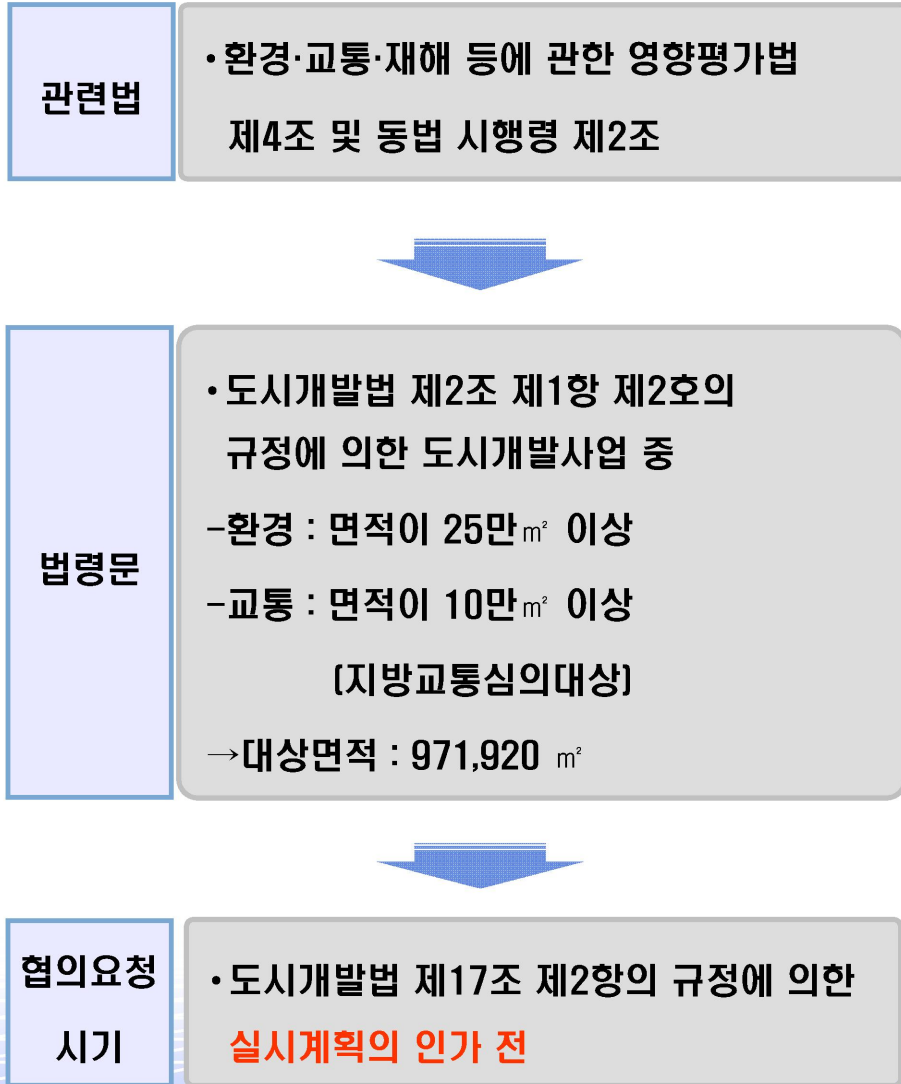 관련법
•환경·교통·재해 등에 관한 영향평가법
제4조 및 동법 시행령 제2조
법령문
•도시개발법 제2조 제1항 제2호의
규정에 의한 도시개발사업 중
-환경 : 면적이 25만㎡ 이상
-교통 : 면적이 10만㎡ 이상
(지방교통심의대상)
→대상면적 : 971,920 ㎡
협의요청
시기
•도시개발법 제17조 제2항의 규정에 의한
실시계획의 인가 전